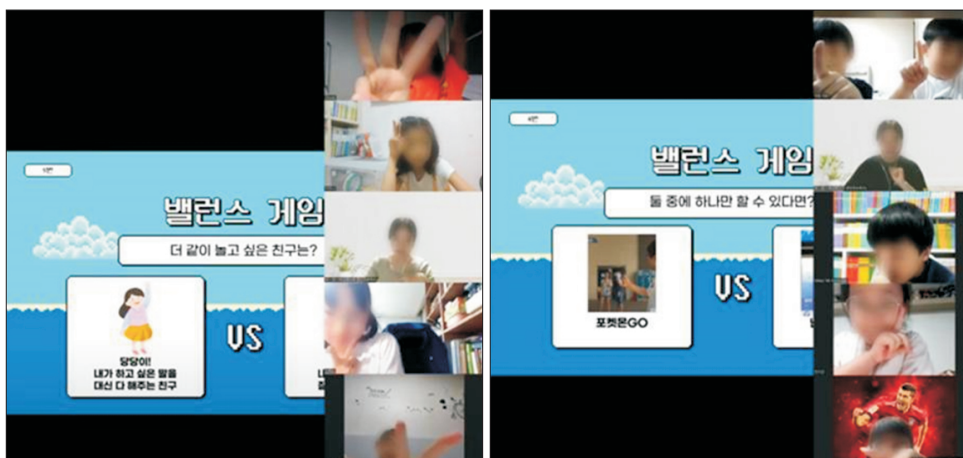 밸런스 게임
더 같이 놀고 싶은 친구는?
당당이!
내가 하고 싶은 말을
대신 다 해주는 친구
VS
밸런스 게임
둘 중에 하나만 할 수 있다면?
포켓몬GO
VS